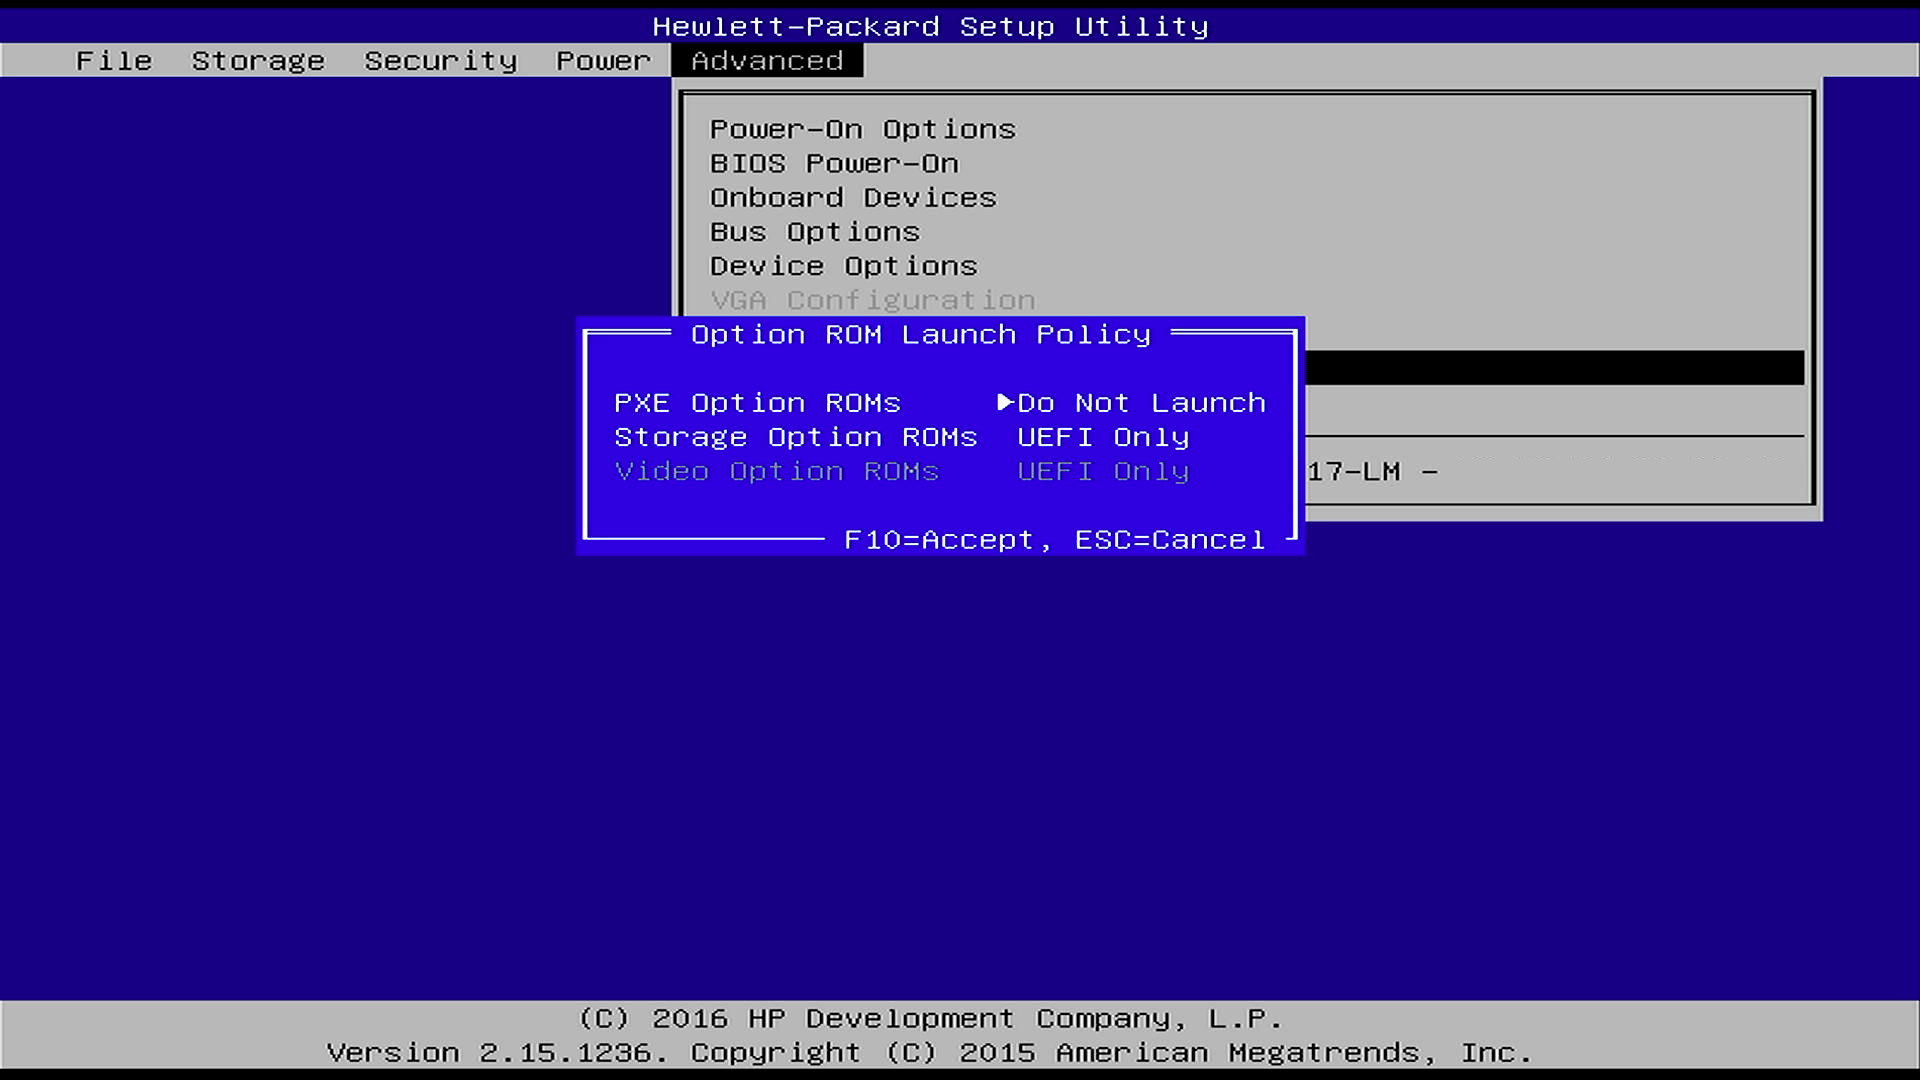 Hewlett-Packard Setup Utility
File Storage Security Power Advanced
Power-On Options
BIOS Power-On
Onboard Devices
Bus Options
Device Options
VGA Configuration
Option ROM Launch Policy
PXE Option ROMs ►Do Not Launch
Storage Option ROMs UEFI Only
Video Option ROMs UEFI Only
17-LM -
F10=Accept, ESC=Cancel
(C) 2016 HP Development Company, L.P.
Version 2.15.1236. Copyright (C) 2015 American Megatrends, Inc.